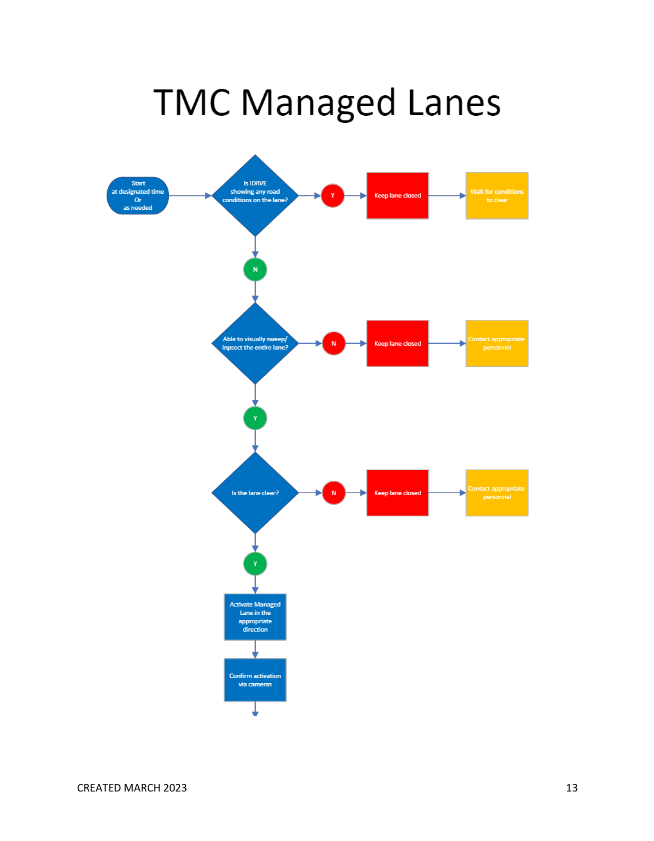 TMC Managed Lanes
Start
at designated time
Or
as needed
Is IDRVE
showing any road
conditions on the lane?
Y
Keep lane closed
Wait for conditions
to clear
N
Able to visually sweep/
inpsect the entire lane?
N
Keep lane closed
Contact appropriate
personnel
Y
Is the lane clear?
N
Keep lane closed
Contact appropriate
personnel
Y
Activate Managed
Lane in the
appropriate
direction
Confirm activation
via cameras
CREATED MARCH 2023
13